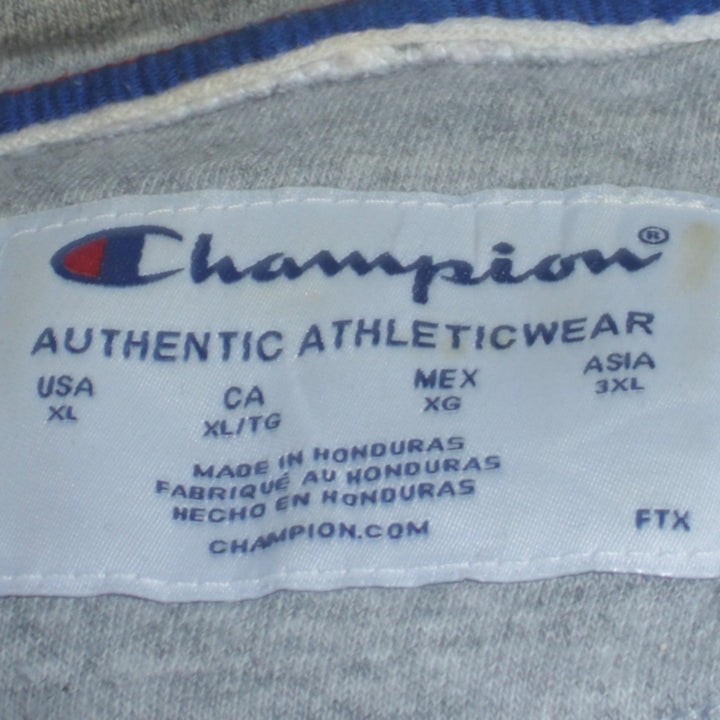 Champion®
AUTHENTIC ATHLETICWEAR
USA CA MEX ASIA
XL XL/TG XG 3XL
MADE IN HONDURAS
FABRIQUÉ AU HONDURAS
HECHO EN HONDURAS
CHAMPION.COM
FTX